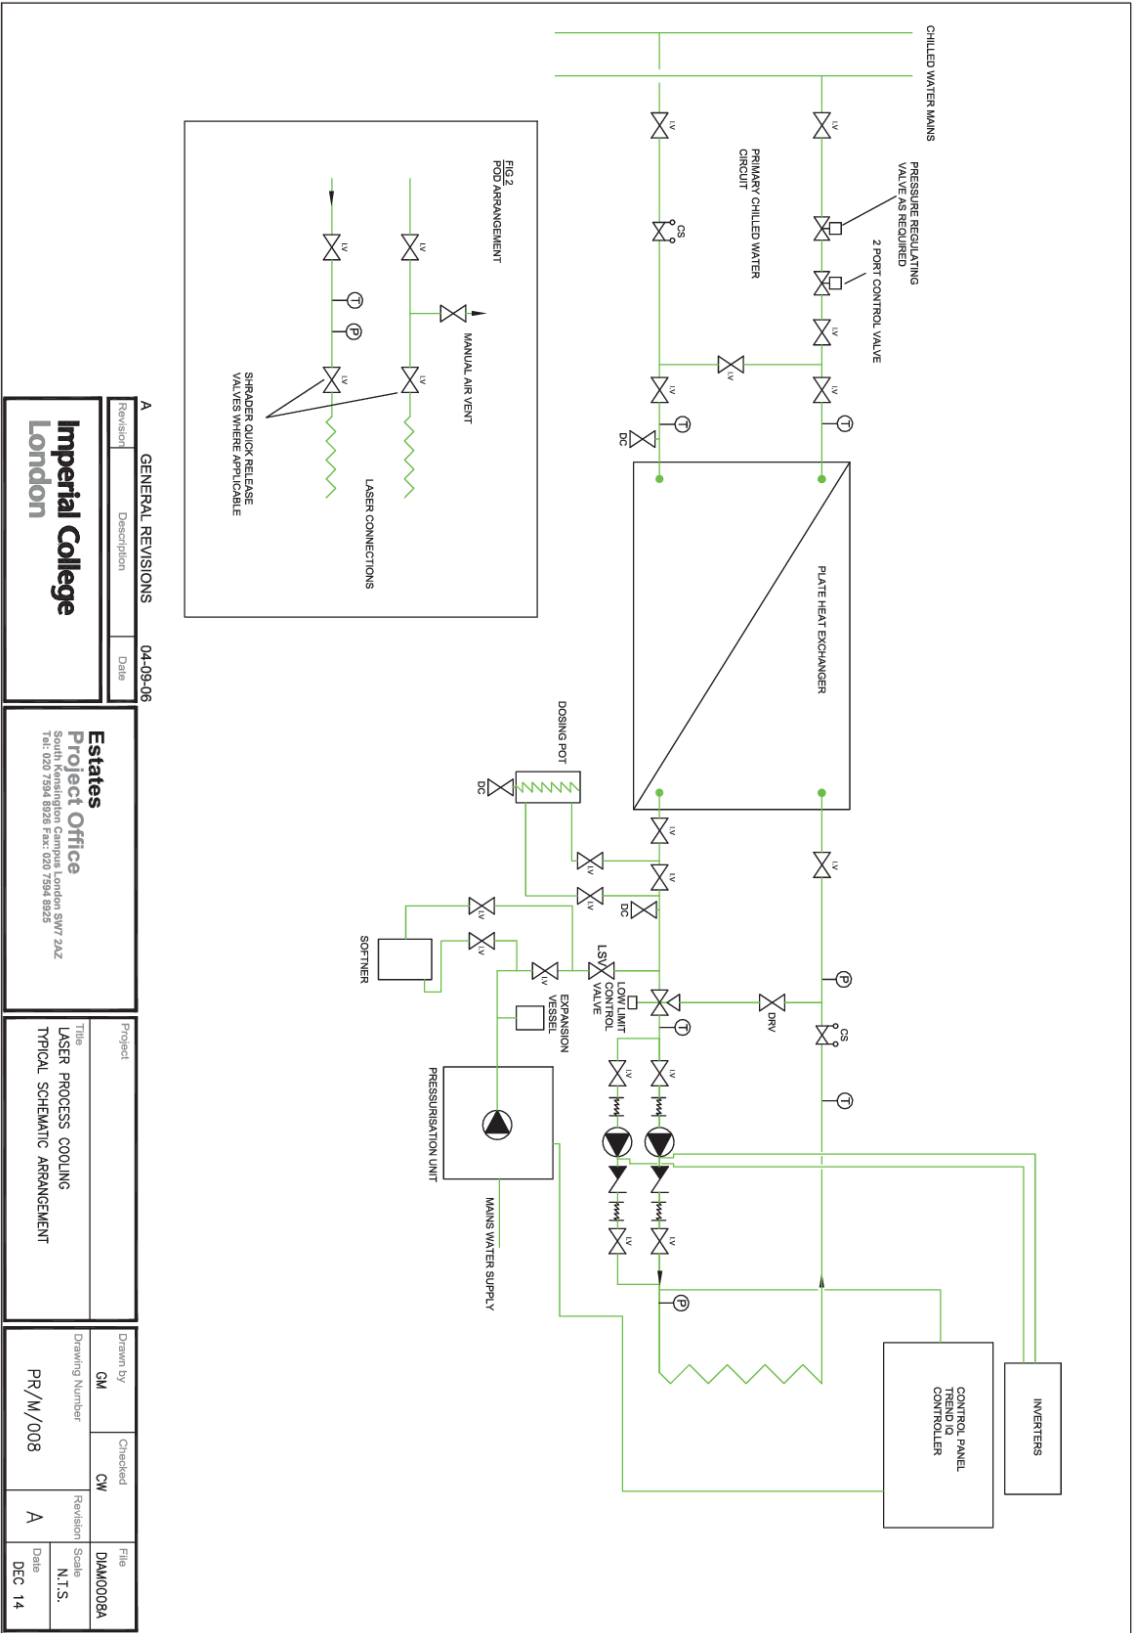 CHILLED WATER MAINS
I.V
I.V
PRESSURE REGULATING
VALVE AS REQUIRED
2 PORT CONTROL VALVE
PRIMARY CHILLED WATER
CIRCUIT
CS
I.V
I.V
I.V
I.V
T
T
DC
PLATE HEAT EXCHANGER
FIG.2
POD ARRANGEMENT
I.V
I.V
T
P
MANUAL AIR VENT
I.V
I.V
LASER CONNECTIONS
SHRADER QUICK RELEASE
VALVES WHERE APPLICABLE
DOSING POT
DC
I.V
I.V
I.V
I.V
I.V
DC
P
CS
T
DRV
LSV
LOW LIMIT
CONTROL
VALVE
T
I.V
I.V
I.V
SOFTNER
EXPANSION
VESSEL
PRESSURISATION UNIT
MAINS WATER SUPPLY
I.V
I.V
I.V
I.V
P
CONTROL PANEL
TREND IQ
CONTROLLER
INVERTERS
A GENERAL REVISIONS 04-09-06
Revision Description Date
Imperial College
London
Estates
Project Office
South Kensington Campus London SW7 2AZ
Tel: 020 7594 8926 Fax: 020 7594 8925
Project
Title
LASER PROCESS COOLING
TYPICAL SCHEMATIC ARRANGEMENT
Drawn by
GM
Checked
CW
File
DIAM0008A
Drawing Number
PR/M/008
Revision
A
Scale
N.T.S.
Date
DEC 14